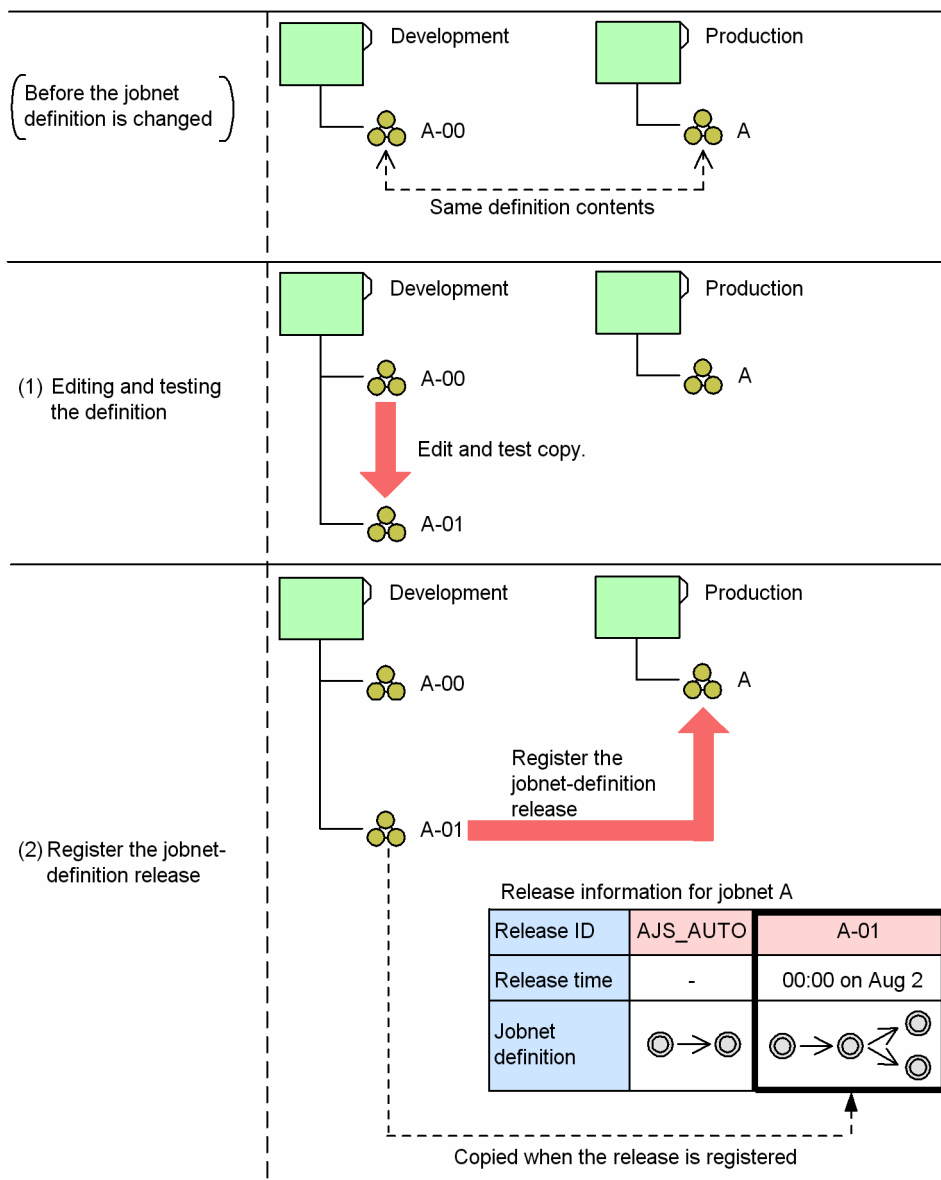 Development
Production
Before the jobnet
definition is changed
A-00
A
Same definition contents
Development
Production
(1) Editing and testing
the definition
A-00
A
Edit and test copy.
A-01
Development
Production
A-00
A
Register the
jobnet-definition
release
A-01
(2) Register the jobnet-
definition release
Release information for jobnet A
Release ID AJS_AUTO A-01
Release time - 00:00 on Aug 2
Jobnet
definition
Copied when the release is registered